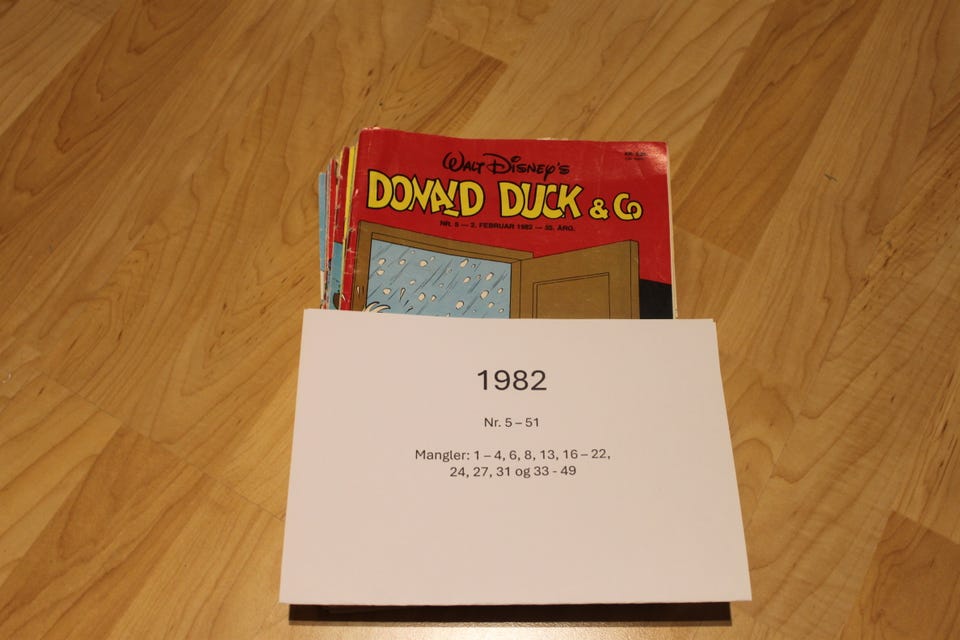 WALT DISNEY'S
DONALD DUCK & Co
NR. 5 — 2. FEBRUAR 1982 — 35. ÅRG.
1982
Nr. 5 – 51
Mangler: 1 – 4, 6, 8, 13, 16 – 22,
24, 27, 31 og 33 - 49